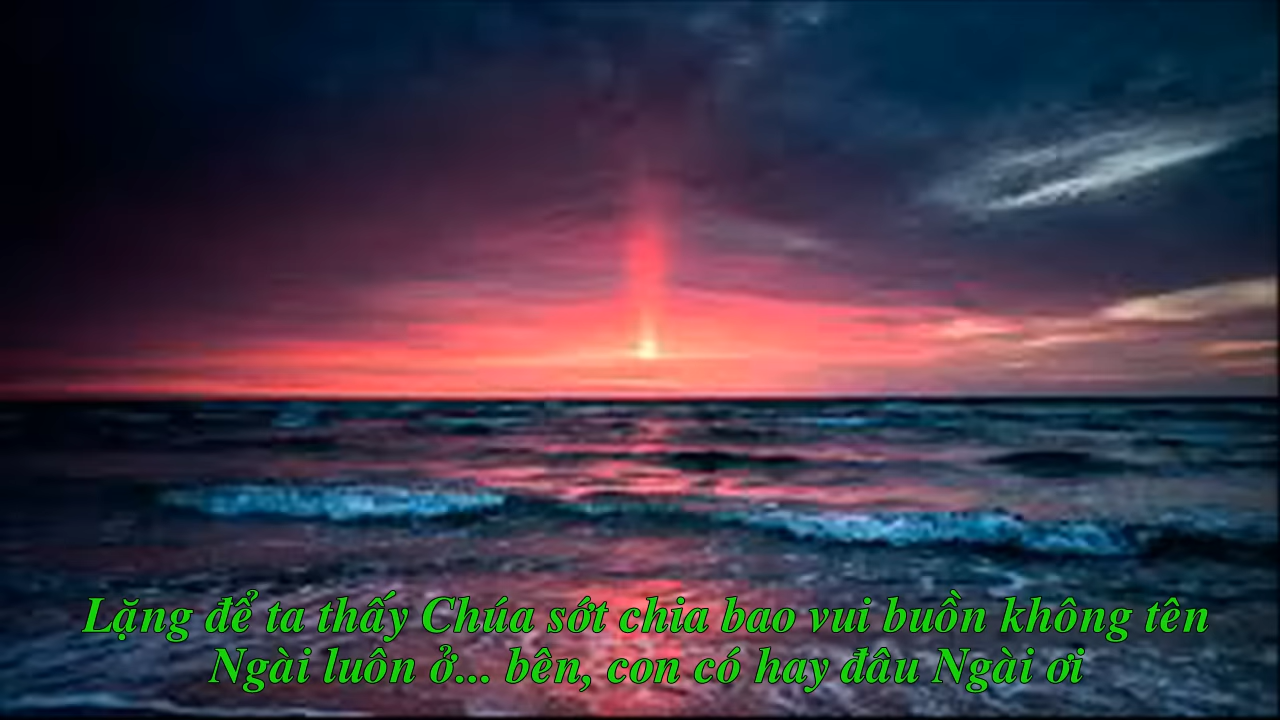 Lặng để ta thấy Chúa sớt chia bao vui buồn không tên
Ngài luôn ở... bên, con có hay đâu Ngài ơi